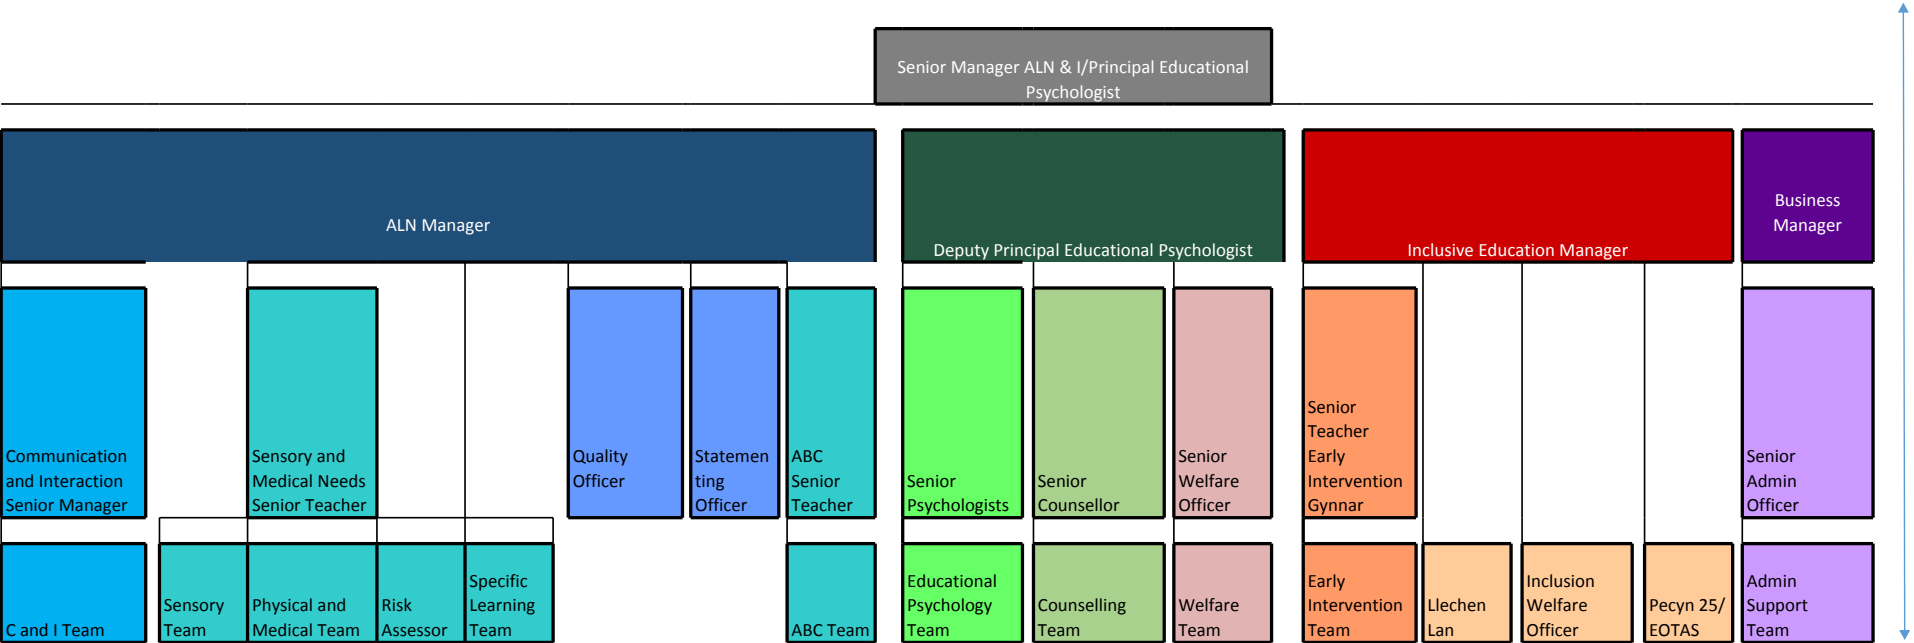 Senior Manager ALN & I/Principal Educational
Psychologist
ALN Manager
Deputy Principal Educational Psychologist
Inclusive Education Manager
Business
Manager
Communication
and Interaction
Senior Manager
Sensory and
Medical Needs
Senior Teacher
Quality
Officer
Statemen
ting
Officer
ABC
Senior
Teacher
Senior
Psychologists
Senior
Counsellor
Senior
Welfare
Officer
Senior
Teacher
Early
Intervention
Gynnar
Senior
Admin
Officer
C and I Team
Sensory
Team
Physical and
Medical Team
Risk
Assessor
Specific
Learning
Team
ABC Team
Educational
Psychology
Team
Counselling
Team
Welfare
Team
Early
Intervention
Team
Llechen
Lan
Inclusion
Welfare
Officer
Pecyn 25/
EOTAS
Admin
Support
Team